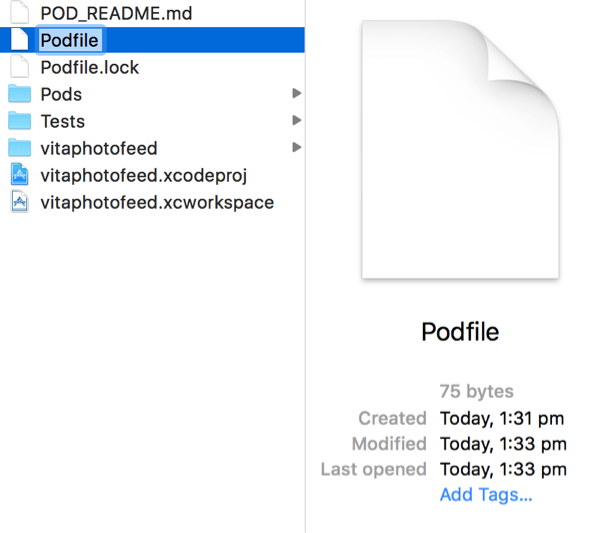 POD_README.md
Podfile
Podfile.lock
Pods
Tests
vitaphotofeed
vitaphotofeed.xcodeproj
vitaphotofeed.xcworkspace
Podfile
75 bytes
Created Today, 1:31 pm
Modified Today, 1:33 pm
Last opened Today, 1:33 pm
Add Tags...